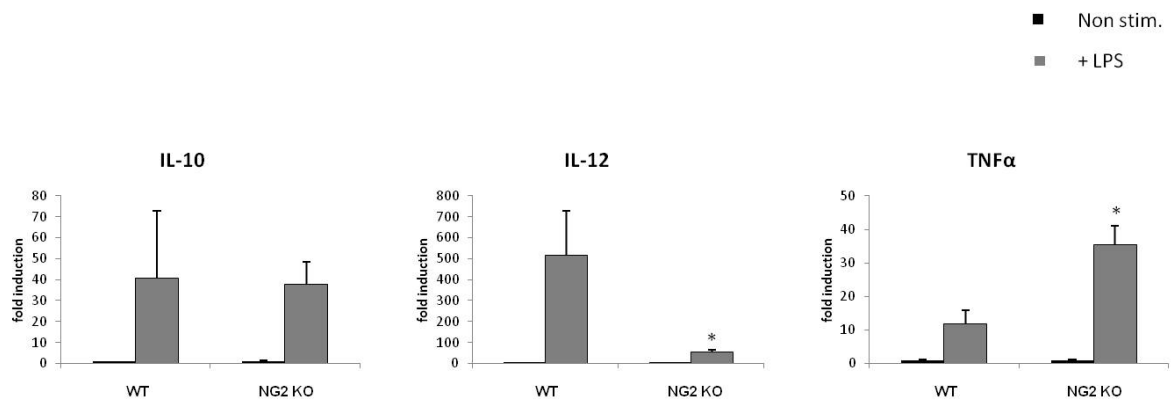 Non stim.
+ LPS
IL-10
80
70
60
50
40
30
20
10
0
fold induction
WT
NG2 KO
IL-12
800
700
600
500
400
300
200
100
0
fold induction
*
WT
NG2 KO
TNFα
50
40
30
20
10
0
fold induction
*
WT
NG2 KO